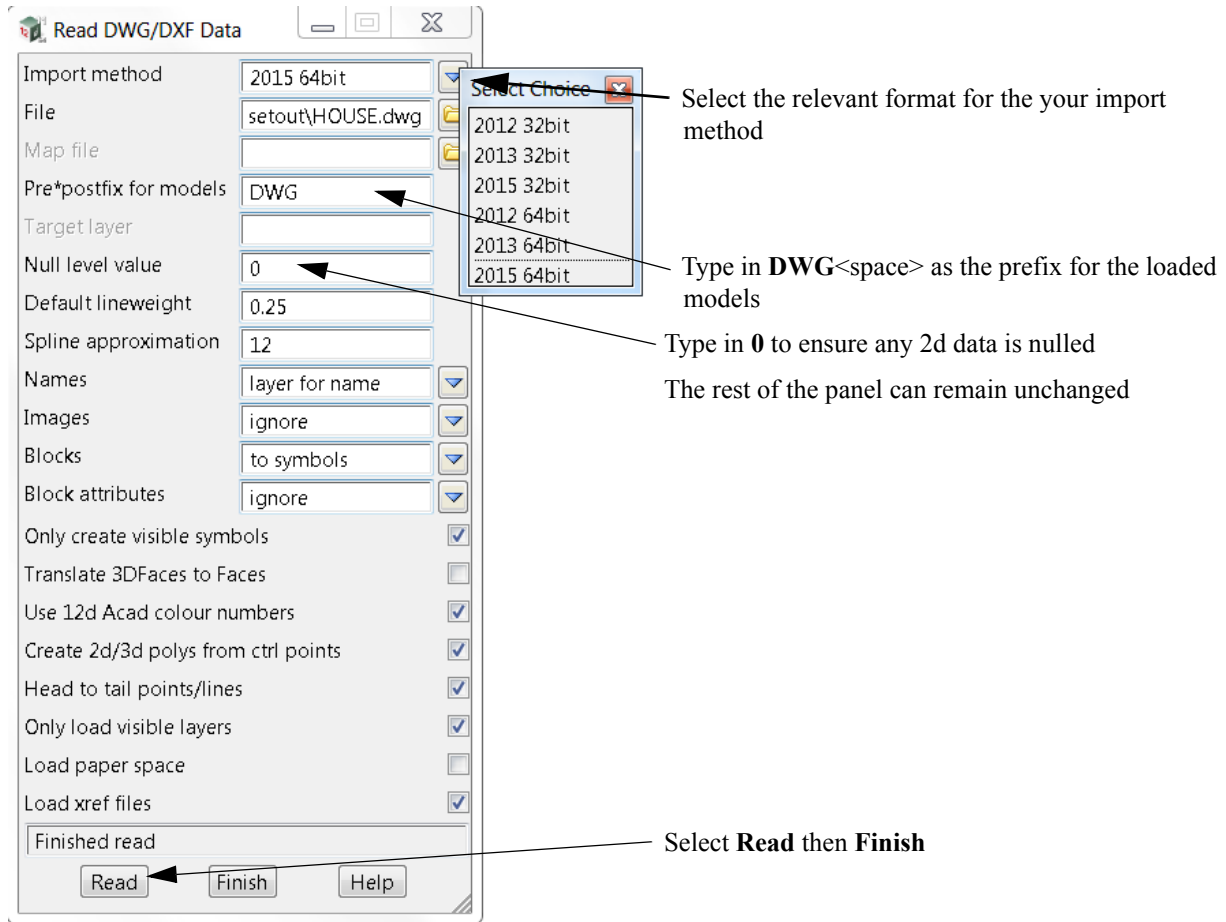 Read DWG/DXF Data
Import method 2015 64bit
File setout\HOUSE.dwg
Map file
Pre*postfix for models DWG
Target layer
Null level value 0
Default lineweight 0.25
Spline approximation 12
Names layer for name
Images ignore
Blocks to symbols
Block attributes ignore
Only create visible symbols
Translate 3DFaces to Faces
Use 12d Acad colour numbers
Create 2d/3d polys from ctrl points
Head to tail points/lines
Only load visible layers
Load paper space
Load xref files
Finished read
Read Finish Help
Select Choice
2012 32bit
2013 32bit
2015 32bit
2012 64bit
2013 64bit
2015 64bit
Select the relevant format for the your import
method
Type in DWG<space> as the prefix for the loaded
models
Type in 0 to ensure any 2d data is nulled
The rest of the panel can remain unchanged
Select Read then Finish